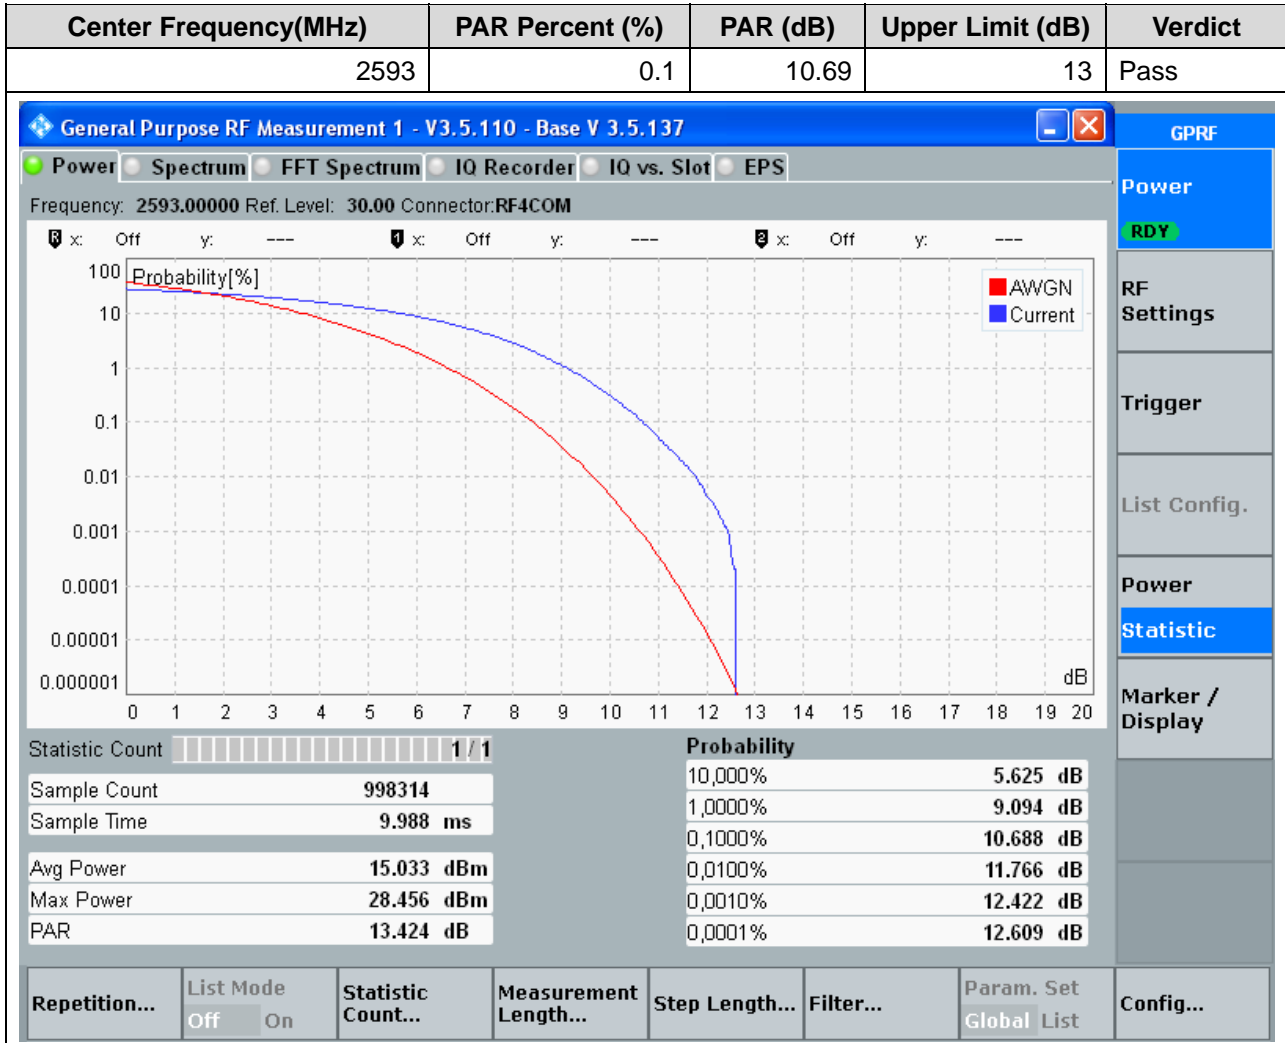 Center Frequency(MHz) PAR Percent (%) PAR (dB) Upper Limit (dB) Verdict
2593 0.1 10.69 13 Pass
General Purpose RF Measurement 1 - V3.5.110 - Base V 3.5.137
GPRF
Power Spectrum FFT Spectrum IQ Recorder IQ vs. Slot EPS
Power
RDY
Frequency: 2593.00000 Ref. Level: 30.00 Connector:RF4COM
R x: Off y: --- 1 x: Off y: --- 2 x: Off y: ---
Probability[%]
AWGN
Current
100
10
1
0.1
0.01
0.001
0.0001
0.00001
0.000001
dB
0 1 2 3 4 5 6 7 8 9 10 11 12 13 14 15 16 17 18 19 20
RF
Settings
Trigger
List Config.
Power
Statistic
Marker /
Display
Statistic Count 1 / 1
Sample Count 998314
Sample Time 9.988 ms
Avg Power 15.033 dBm
Max Power 28.456 dBm
PAR 13.424 dB
Probability
10,000% 5.625 dB
1,0000% 9.094 dB
0,1000% 10.688 dB
0,0100% 11.766 dB
0,0010% 12.422 dB
0,0001% 12.609 dB
Repetition...
List Mode
Off On
Statistic
Count...
Measurement
Length...
Step Length...
Filter...
Param. Set
Global List
Config...